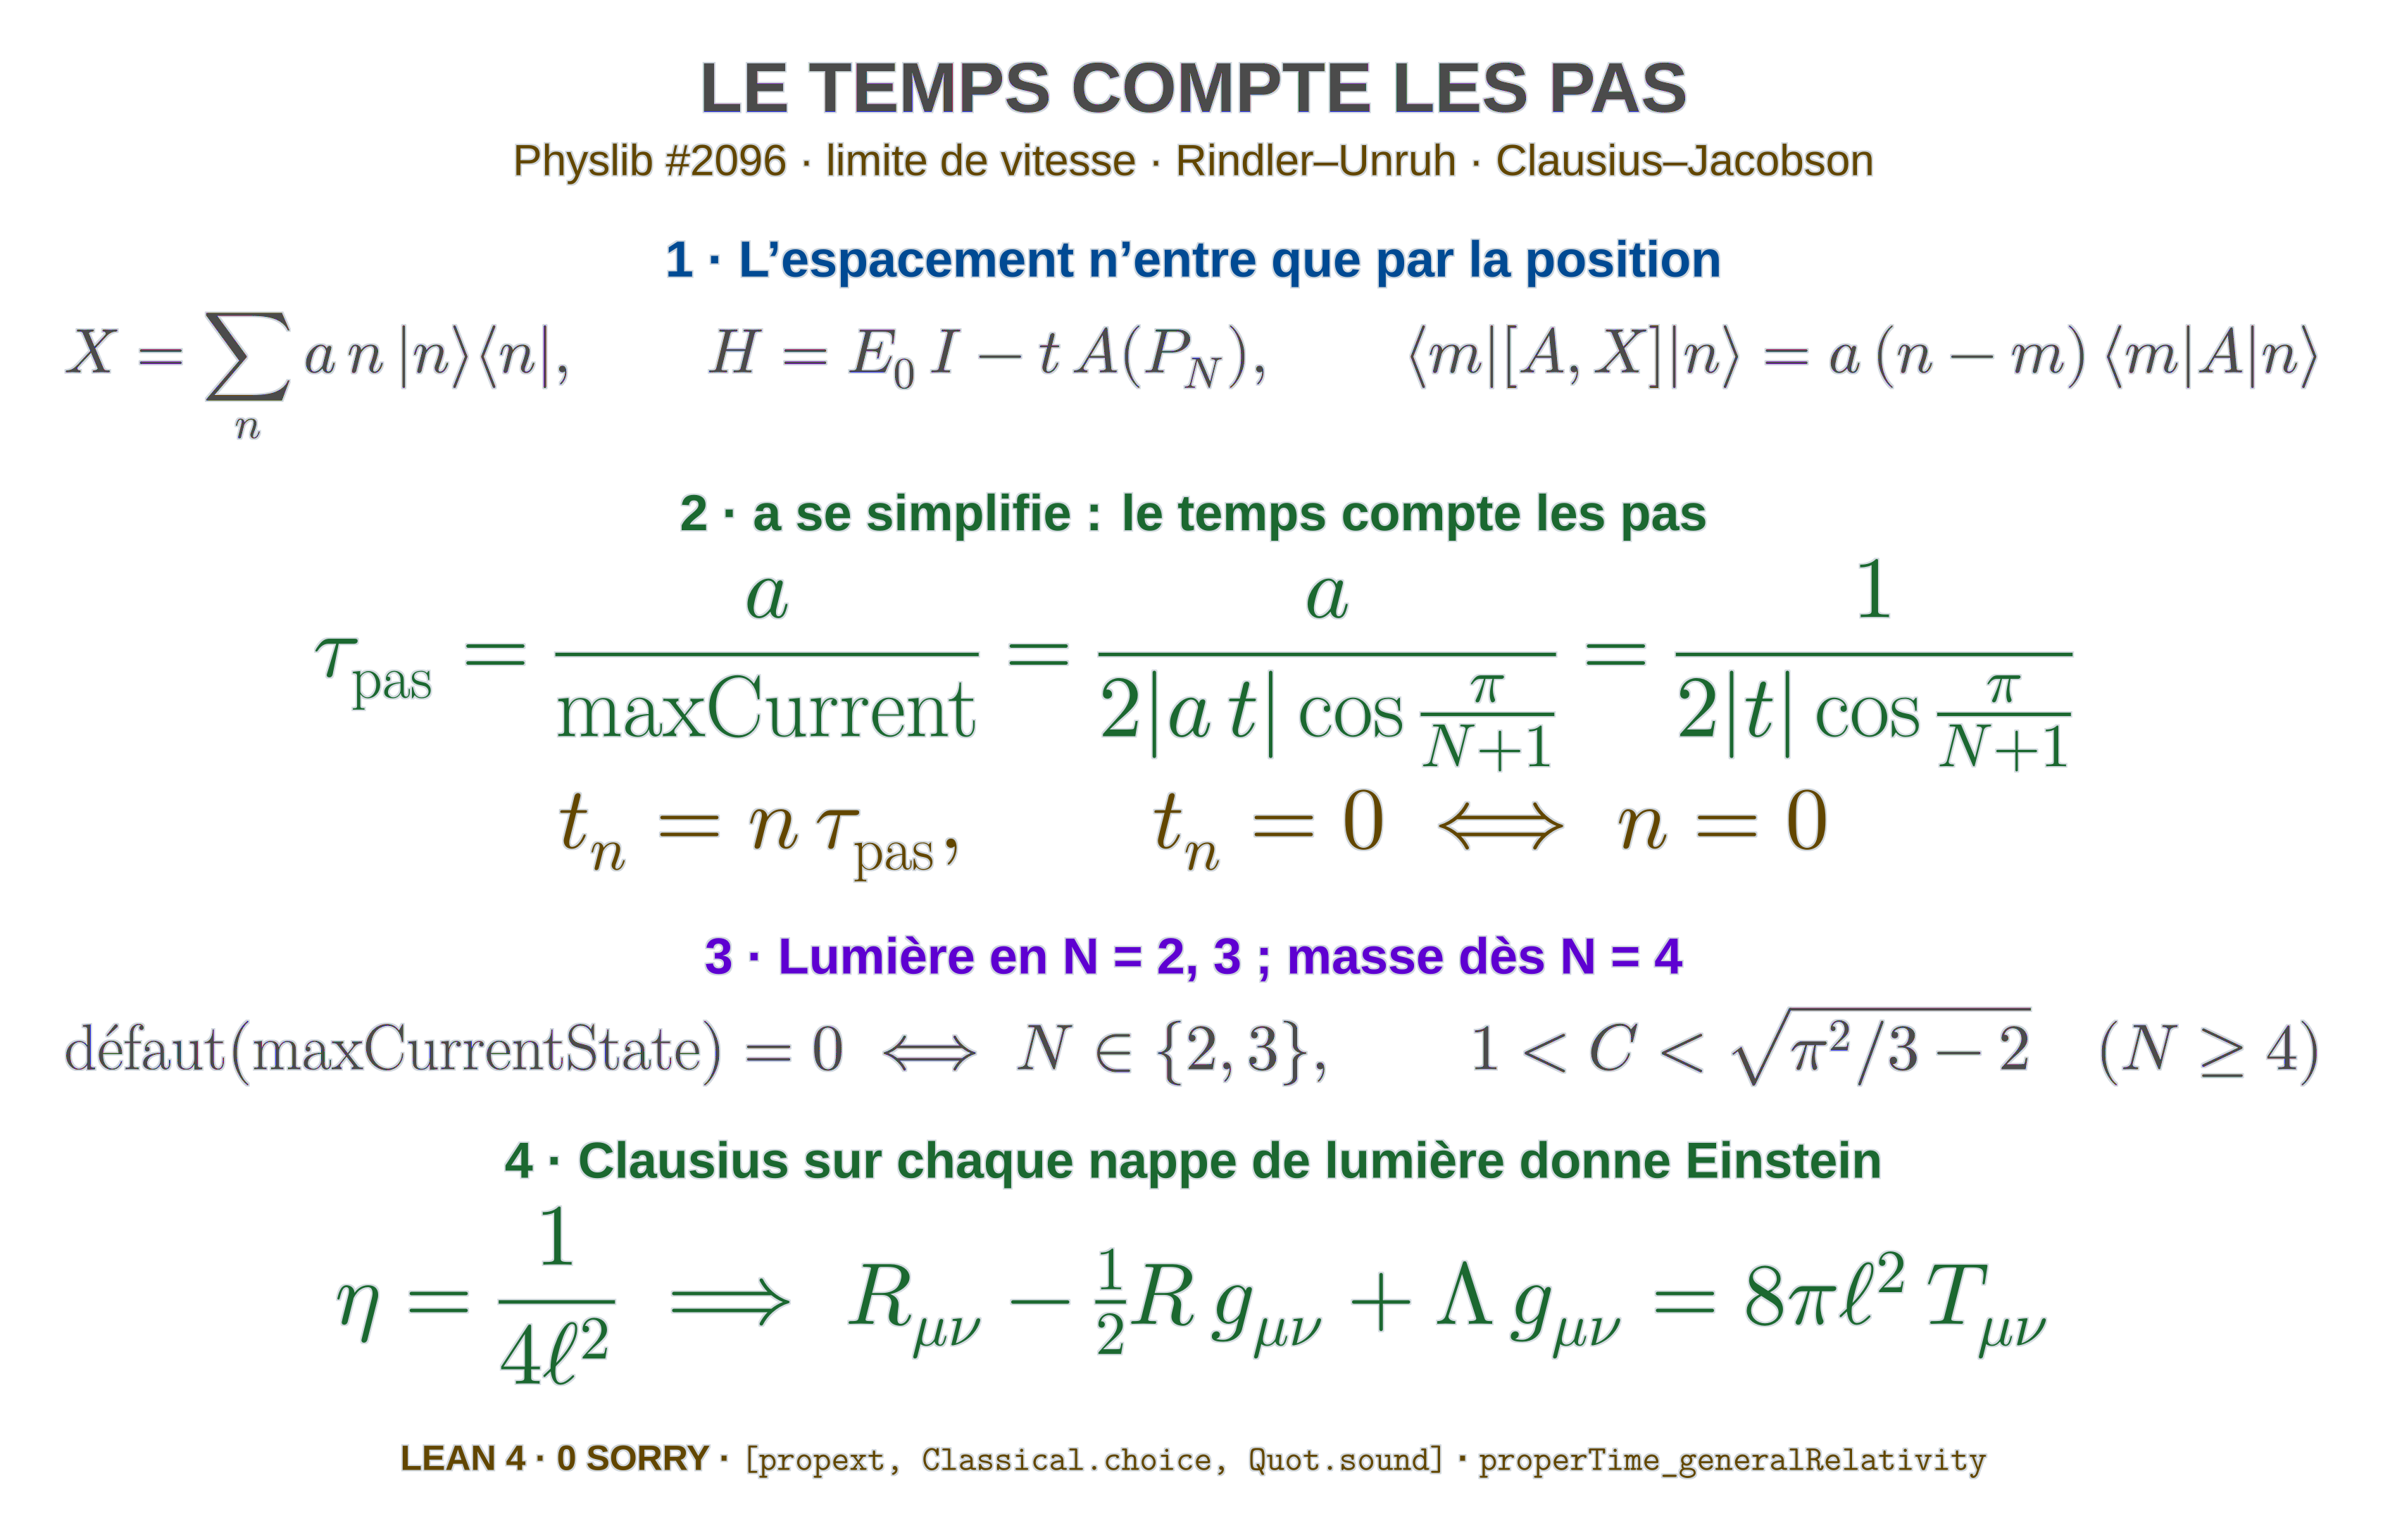 LE TEMPS COMPTE LES PAS
Physlib #2096 · limite de vitesse · Rindler–Unruh · Clausius–Jacobson
1 · L’espacement n’entre que par la position
X = ∑_n a n |n⟩⟨n|, H = E_0 I − t A(P_N), ⟨m|[A, X]|n⟩ = a (n − m) ⟨m|A|n⟩
2 · a se simplifie : le temps compte les pas
τ_pas = a / maxCurrent = a / (2|a t| cos π/(N+1)) = 1 / (2|t| cos π/(N+1))
t_n = n τ_pas, t_n = 0 ⟺ n = 0
3 · Lumière en N = 2, 3 ; masse dès N = 4
défaut(maxCurrentState) = 0 ⟺ N ∈ {2, 3}, 1 < C < √(π²/3 − 2) (N ≥ 4)
4 · Clausius sur chaque nappe de lumière donne Einstein
η = 1/(4ℓ²) ⟹ R_μν − ½R g_μν + Λ g_μν = 8πℓ² T_μν
LEAN 4 · 0 SORRY · [propext, Classical.choice, Quot.sound] · properTime_generalRelativity